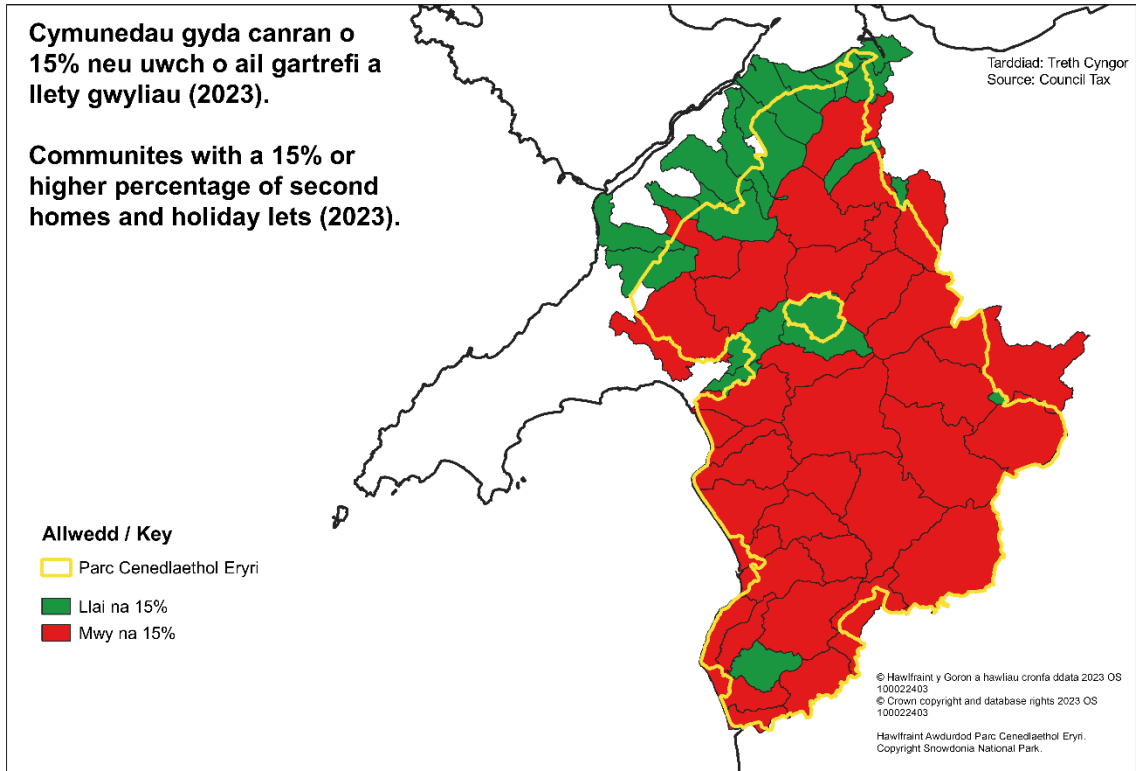 Cymunedau gyda canran o
15% neu uwch o ail gartrefi a
llety gwyliau (2023).
Communites with a 15% or
higher percentage of second
homes and holiday lets (2023).
Tarddiad: Treth Cyngor
Source: Council Tax
Allwedd / Key
Parc Cenedlaethol Eryri
Llai na 15%
Mwy na 15%
© Hawlfraint y Goron a hawliau cronfa ddata 2023 OS
100022403
© Crown copyright and database rights 2023 OS
100022403
Hawlfraint Awdurdod Parc Cenedlaethol Eryri.
Copyright Snowdonia National Park.